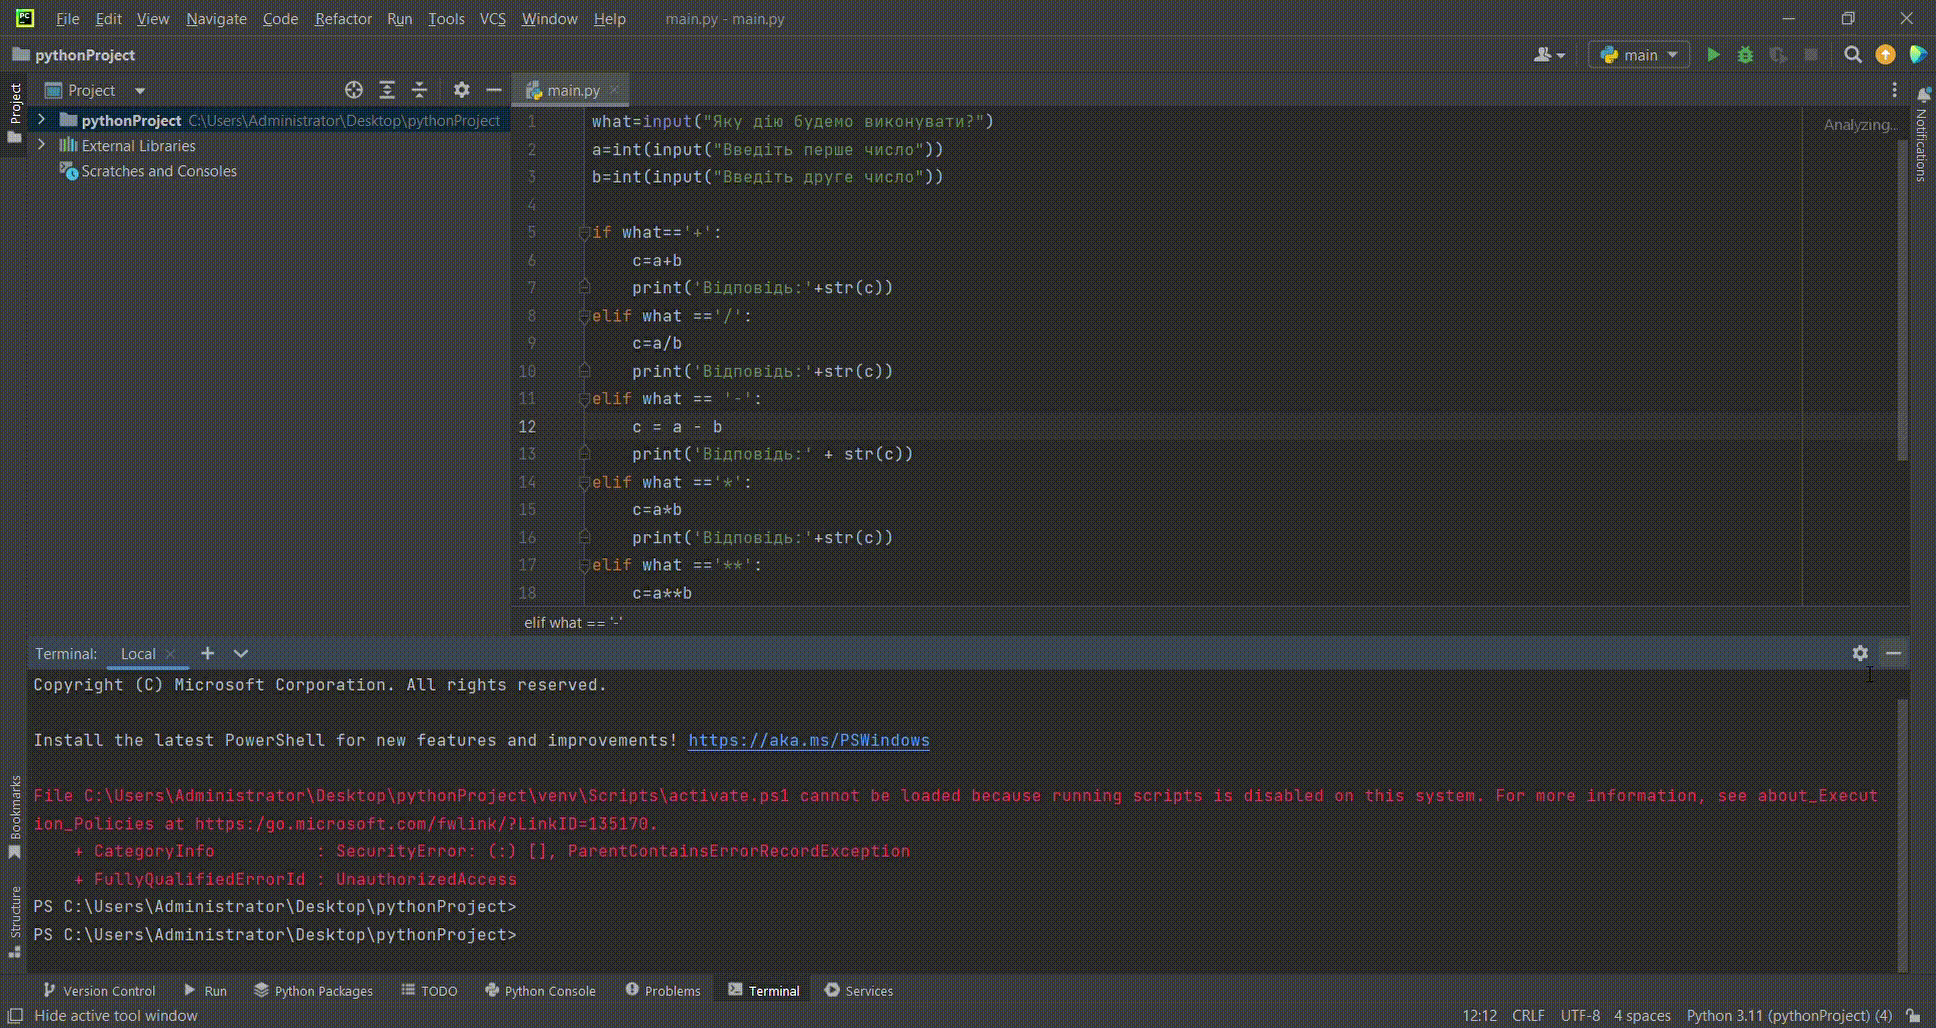 File Edit View Navigate Code Refactor Run Tools VCS Window Help main.py - main.py
pythonProject
main
Project
Project
main.py
pythonProject C:\Users\Administrator\Desktop\pythonProject
External Libraries
Scratches and Consoles
Analyzing...
Notifications
1 what=input("Яку дію будемо виконувати?")
2 a=int(input("Введіть перше число"))
3 b=int(input("Введіть друге число"))
4
5 if what=='+':
6 c=a+b
7 print('Відповідь:'+str(c))
8 elif what =='/':
9 c=a/b
10 print('Відповідь:'+str(c))
11 elif what == '-':
12 c = a - b
13 print('Відповідь:' + str(c))
14 elif what =='*':
15 c=a*b
16 print('Відповідь:'+str(c))
17 elif what =='**':
18 c=a**b
elif what == '-'
Terminal: Local
Copyright (C) Microsoft Corporation. All rights reserved.
Install the latest PowerShell for new features and improvements! https://aka.ms/PSWindows
File C:\Users\Administrator\Desktop\pythonProject\venv\Scripts\activate.ps1 cannot be loaded because running scripts is disabled on this system. For more information, see about_Execut
ion_Policies at https:/go.microsoft.com/fwlink/?LinkID=135170.
+ CategoryInfo : SecurityError: (:) [], ParentContainsErrorRecordException
+ FullyQualifiedErrorId : UnauthorizedAccess
PS C:\Users\Administrator\Desktop\pythonProject>
PS C:\Users\Administrator\Desktop\pythonProject>
Bookmarks
Structure
Version Control Run Python Packages TODO Python Console Problems Terminal Services
Hide active tool window 12:12 CRLF UTF-8 4 spaces Python 3.11 (pythonProject) (4)